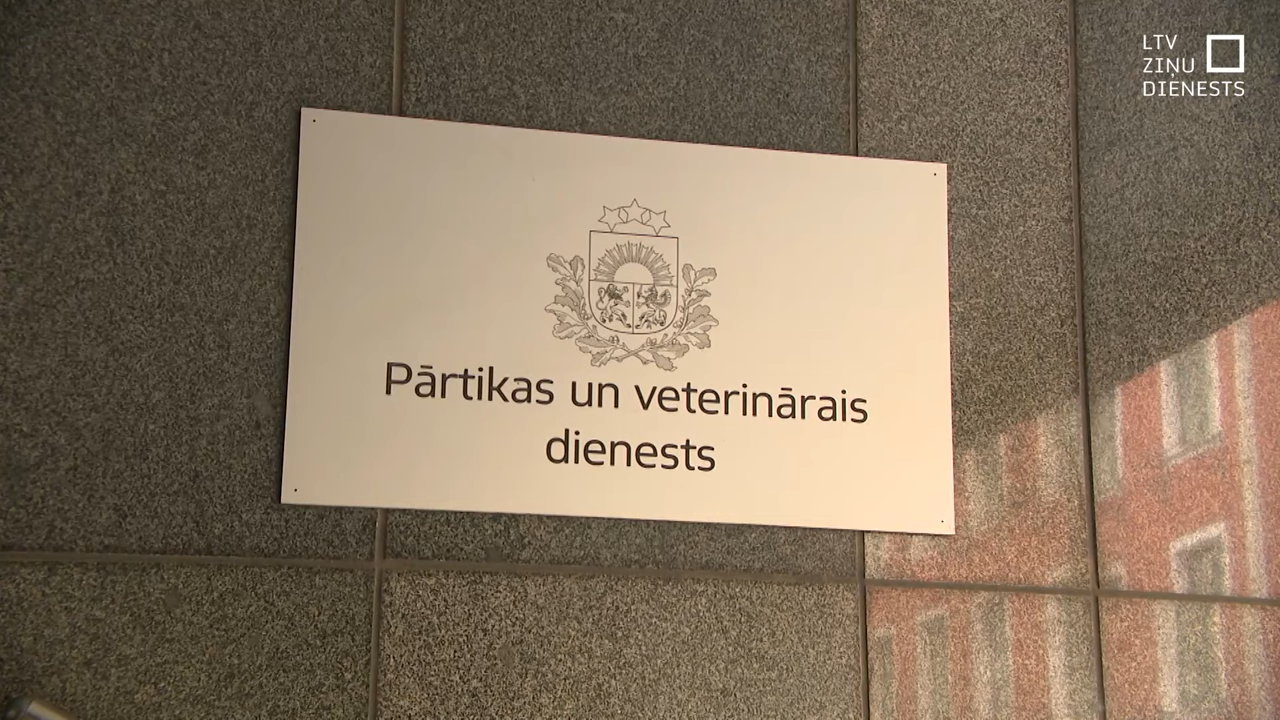 LTV
ZIŅU
DIENESTS
Pārtikas un veterinārais
dienests